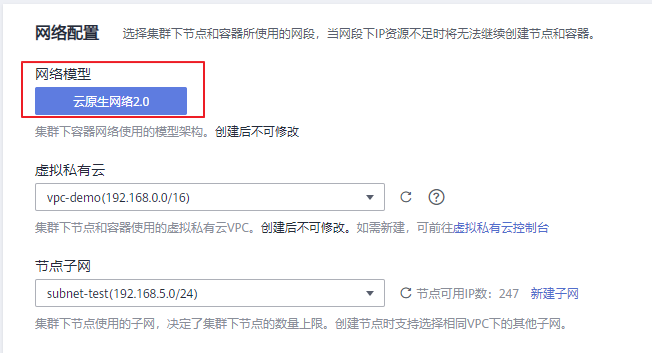 网络配置 选择集群下节点和容器所使用的网段，当网段下IP资源不足时将无法继续创建节点和容器。
网络模型
云原生网络2.0
集群下容器网络使用的模型架构。创建后不可修改
虚拟私有云
vpc-demo(192.168.0.0/16)
集群下节点和容器使用的虚拟私有云VPC。创建后不可修改。如需新建，可前往虚拟私有云控制台
节点子网
subnet-test(192.168.5.0/24) 节点可用IP数：247 新建子网
集群下节点使用的子网，决定了集群下节点的数量上限。创建节点时支持选择相同VPC下的其他子网。